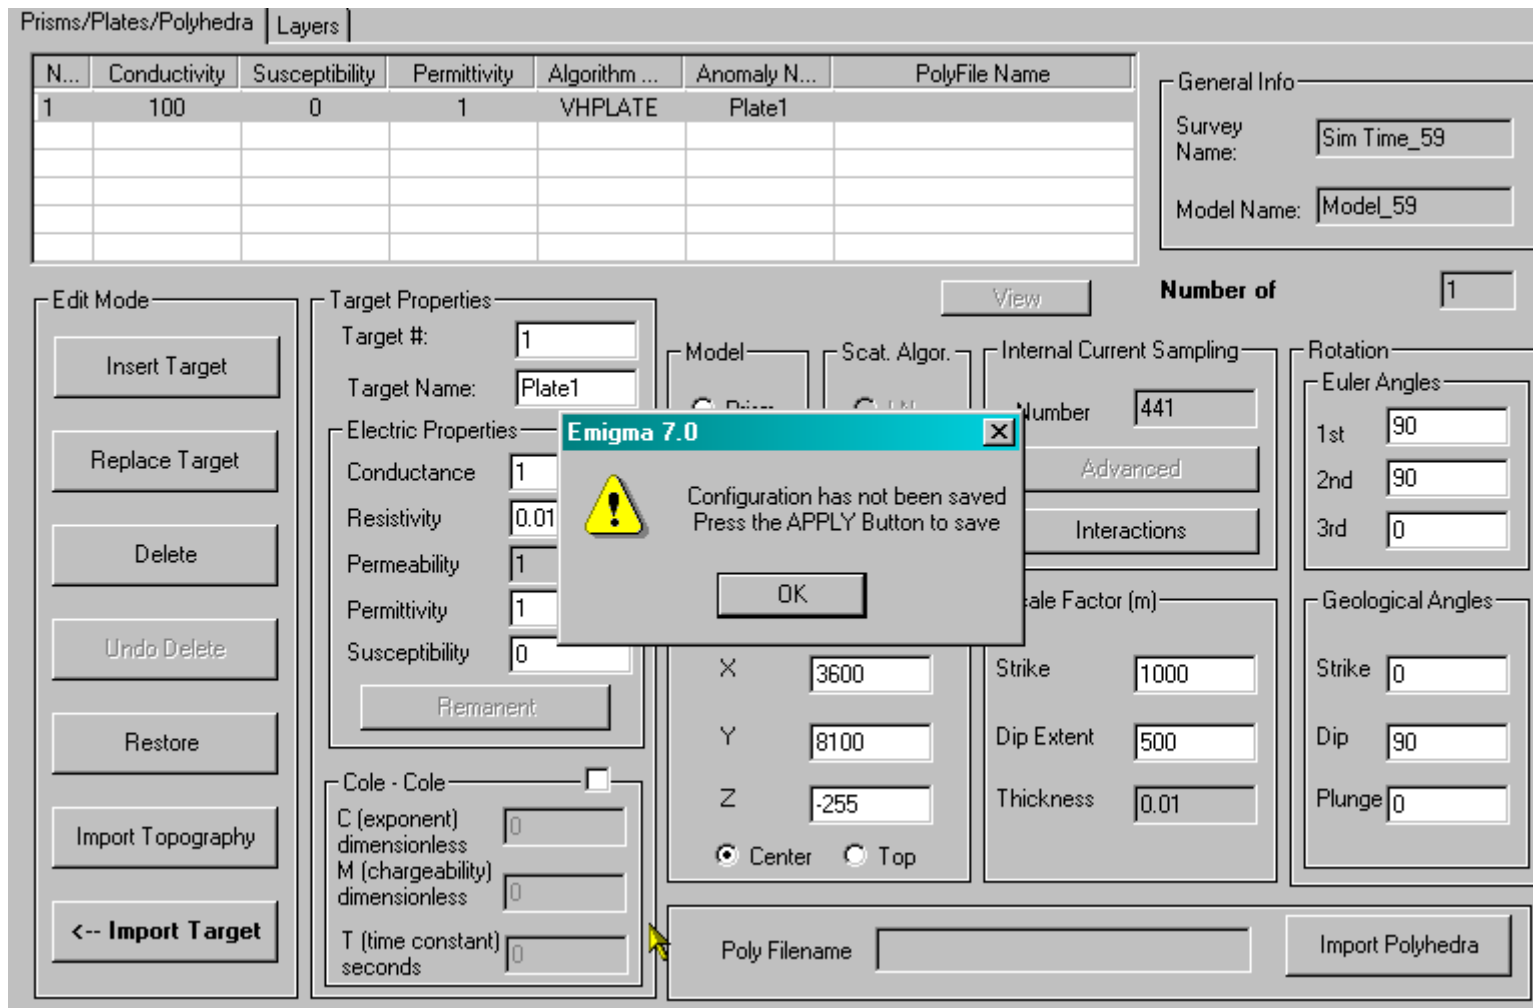 Prisms/Plates/Polyhedra Layers
N... Conductivity Susceptibility Permittivity Algorithm ... Anomaly N... PolyFile Name
1 100 0 1 VHPLATE Plate1
General Info
Survey Name: Sim Time_59
Model Name: Model_59
View
Number of 1
Edit Mode
Insert Target
Replace Target
Delete
Undo Delete
Restore
Import Topography
<-- Import Target
Target Properties
Target #: 1
Target Name: Plate1
Electric Properties
Conductance 1
Resistivity 0.01
Permeability 1
Permittivity 1
Susceptibility 0
Remanent
Cole - Cole
C (exponent)
dimensionless 0
M (chargeability)
dimensionless 0
T (time constant)
seconds 0
Model
Scat. Algor.
Emigma 7.0
Configuration has not been saved
Press the APPLY Button to save
OK
X 3600
Y 8100
Z -255
Center Top
Internal Current Sampling
Number 441
Advanced
Interactions
Factor (m)
Strike 1000
Dip Extent 500
Thickness 0.01
Rotation
Euler Angles
1st 90
2nd 90
3rd 0
Geological Angles
Strike 0
Dip 90
Plunge 0
Poly Filename
Import Polyhedra